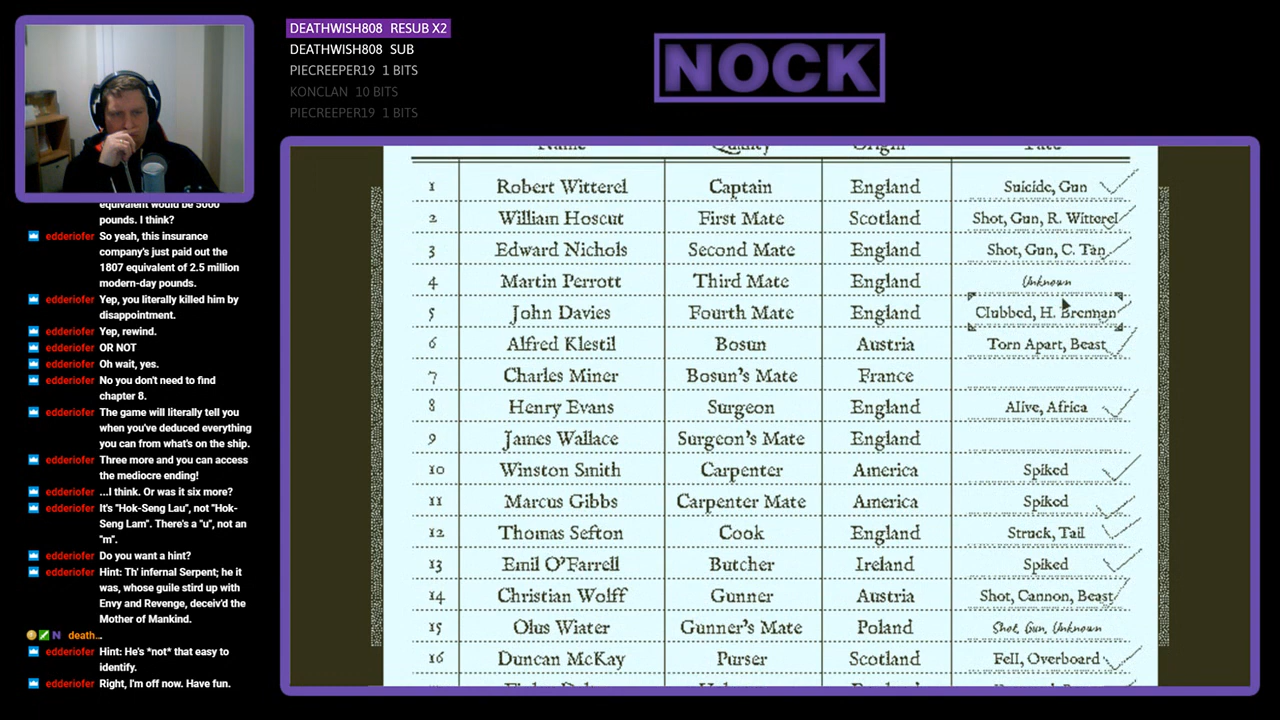 DEATHWISH808 RESUB X2
DEATHWISH808 SUB
PIECREEPER19 1 BITS
KONCLAN 10 BITS
PIECREEPER19 1 BITS
NOCK
equivalent would be 5000
pounds. I think?
edderiofer So yeah, this insurance
company's just paid out the
1807 equivalent of 2.5 million
modern-day pounds.
edderiofer Yep, you literally killed him by
disappointment.
edderiofer Yep, rewind.
edderiofer OR NOT
edderiofer Oh wait, yes.
edderiofer No you don't need to find
chapter 8.
edderiofer The game will literally tell you
when you've deduced everything
you can from what's on the ship.
edderiofer Three more and you can access
the mediocre ending!
edderiofer ...I think. Or was it six more?
edderiofer It's "Hok-Seng Lau", not "Hok-
Seng Lam". There's a "u", not an
"m".
edderiofer Do you want a hint?
edderiofer Hint: Th' infernal Serpent; he it
was, whose guile stird up with
Envy and Revenge, deceiv'd the
Mother of Mankind.
N death…
edderiofer Hint: He's *not* that easy to
identify.
edderiofer Right, I'm off now. Have fun.
Name Quality Origin Fate
1 Robert Witterel Captain England Suicide, Gun
2 William Hoscut First Mate Scotland Shot, Gun, R. Witterel
3 Edward Nichols Second Mate England Shot, Gun, C. Tan
4 Martin Perrott Third Mate England Unknown
5 John Davies Fourth Mate England Clubbed, H. Brennan
6 Alfred Klestil Bosun Austria Torn Apart, Beast
7 Charles Miner Bosun's Mate France
8 Henry Evans Surgeon England Alive, Africa
9 James Wallace Surgeon's Mate England
10 Winston Smith Carpenter America Spiked
11 Marcus Gibbs Carpenter Mate America Spiked
12 Thomas Sefton Cook England Struck, Tail
13 Emil O'Farrell Butcher Ireland Spiked
14 Christian Wolff Gunner Austria Shot, Cannon, Beast
15 Olus Wiater Gunner's Mate Poland Shot, Gun, Unknown
16 Duncan McKay Purser Scotland Fell, Overboard